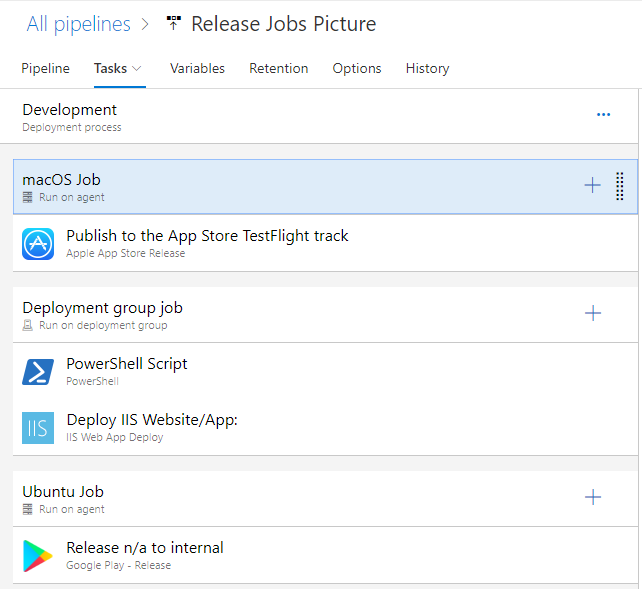 All pipelines > Release Jobs Picture
Pipeline Tasks Variables Retention Options History
Development
Deployment process
macOS Job
Run on agent
Publish to the App Store TestFlight track
Apple App Store Release
Deployment group job
Run on deployment group
PowerShell Script
PowerShell
IIS
Deploy IIS Website/App:
IIS Web App Deploy
Ubuntu Job
Run on agent
Release n/a to internal
Google Play - Release